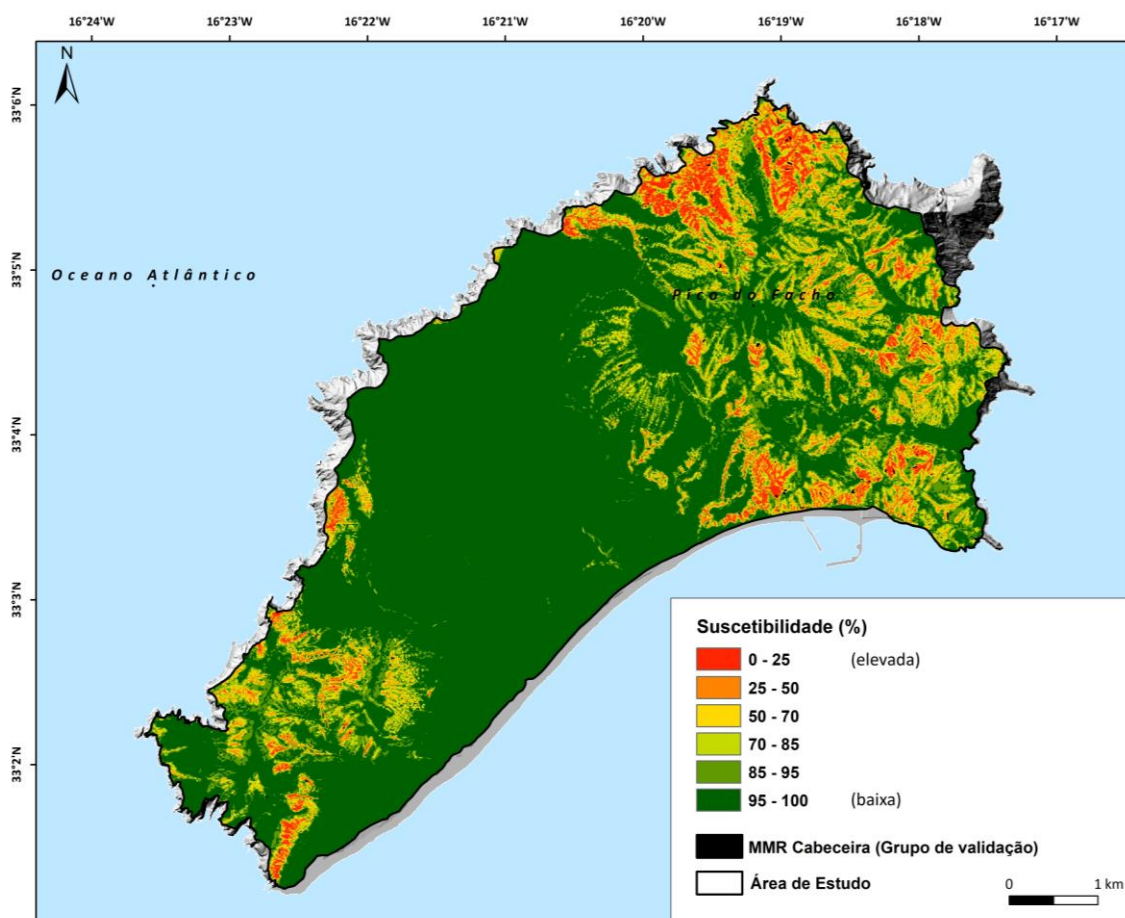 16°24'W 16°23'W 16°22'W 16°21'W 16°20'W 16°19'W 16°18'W 16°17'W
N
33°6'N
33°5'N
Oceano Atlântico
Pico do Facho
33°4'N
33°3'N
33°2'N
Suscetibilidade (%)
0 - 25 (elevada)
25 - 50
50 - 70
70 - 85
85 - 95
95 - 100 (baixa)
MMR Cabeceira (Grupo de validação)
Área de Estudo
0 1 km